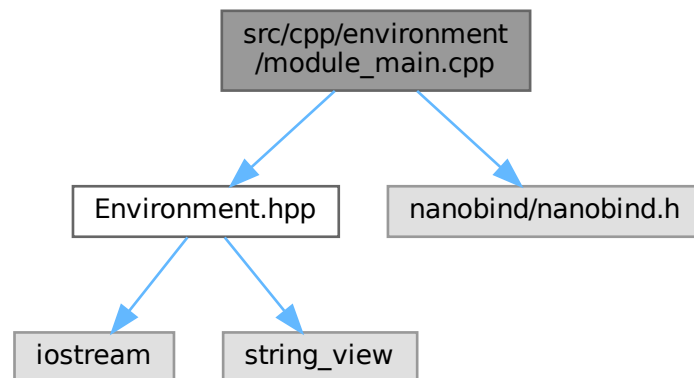 src/cpp/environment
/module_main.cpp
Environment.hpp
nanobind/nanobind.h
iostream
string_view